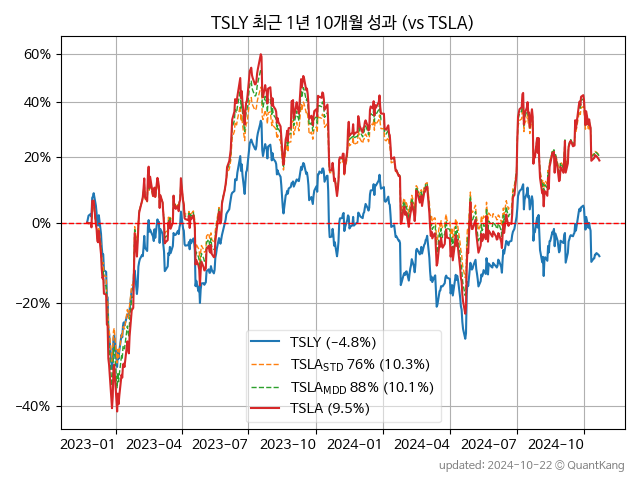 TSLY 최근 1년 10개월 성과 (vs TSLA)
60%
40%
20%
0%
−20%
−40%
TSLY (−4.8%)
TSLA_STD 76% (10.3%)
TSLA_MDD 88% (10.1%)
TSLA (9.5%)
2023-01 2023-04 2023-07 2023-10 2024-01 2024-04 2024-07 2024-10
updated: 2024-10-22 © QuantKang